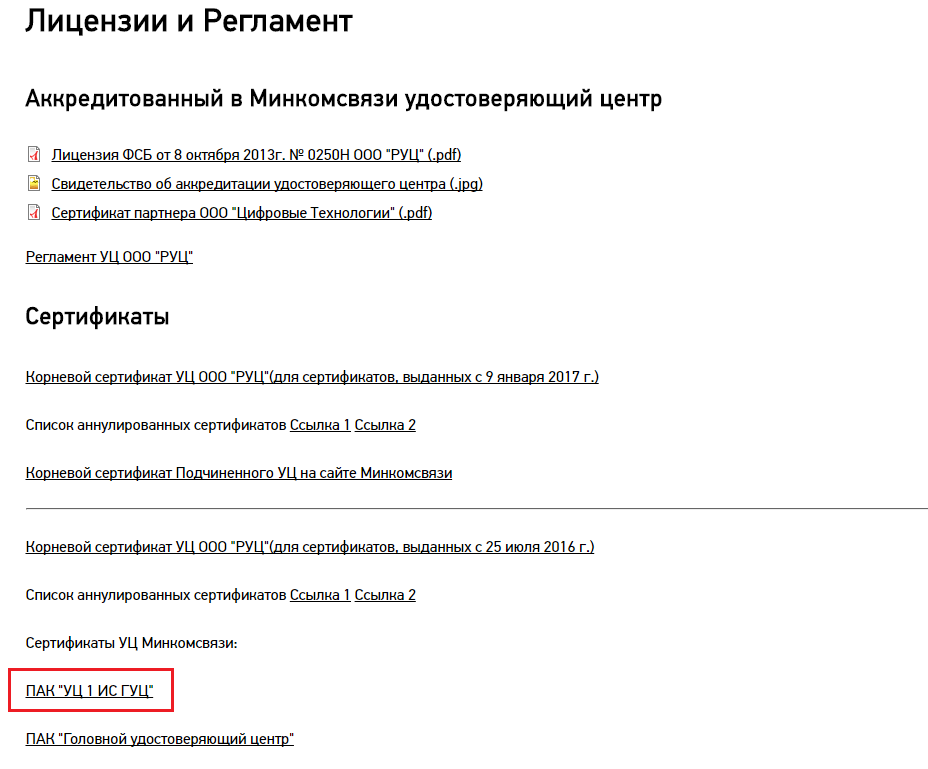 Лицензии и Регламент
Аккредитованный в Минкомсвязи удостоверяющий центр
Лицензия ФСБ от 8 октября 2013г. № 0250Н ООО "РУЦ" (.pdf)
Свидетельство об аккредитации удостоверяющего центра (.jpg)
Сертификат партнера ООО "Цифровые Технологии" (.pdf)
Регламент УЦ ООО "РУЦ"
Сертификаты
Корневой сертификат УЦ ООО "РУЦ"(для сертификатов, выданных с 9 января 2017 г.)
Список аннулированных сертификатов Ссылка 1 Ссылка 2
Корневой сертификат Подчиненного УЦ на сайте Минкомсвязи
Корневой сертификат УЦ ООО "РУЦ"(для сертификатов, выданных с 25 июля 2016 г.)
Список аннулированных сертификатов Ссылка 1 Ссылка 2
Сертификаты УЦ Минкомсвязи:
ПАК "УЦ 1 ИС ГУЦ"
ПАК "Головной удостоверяющий центр"